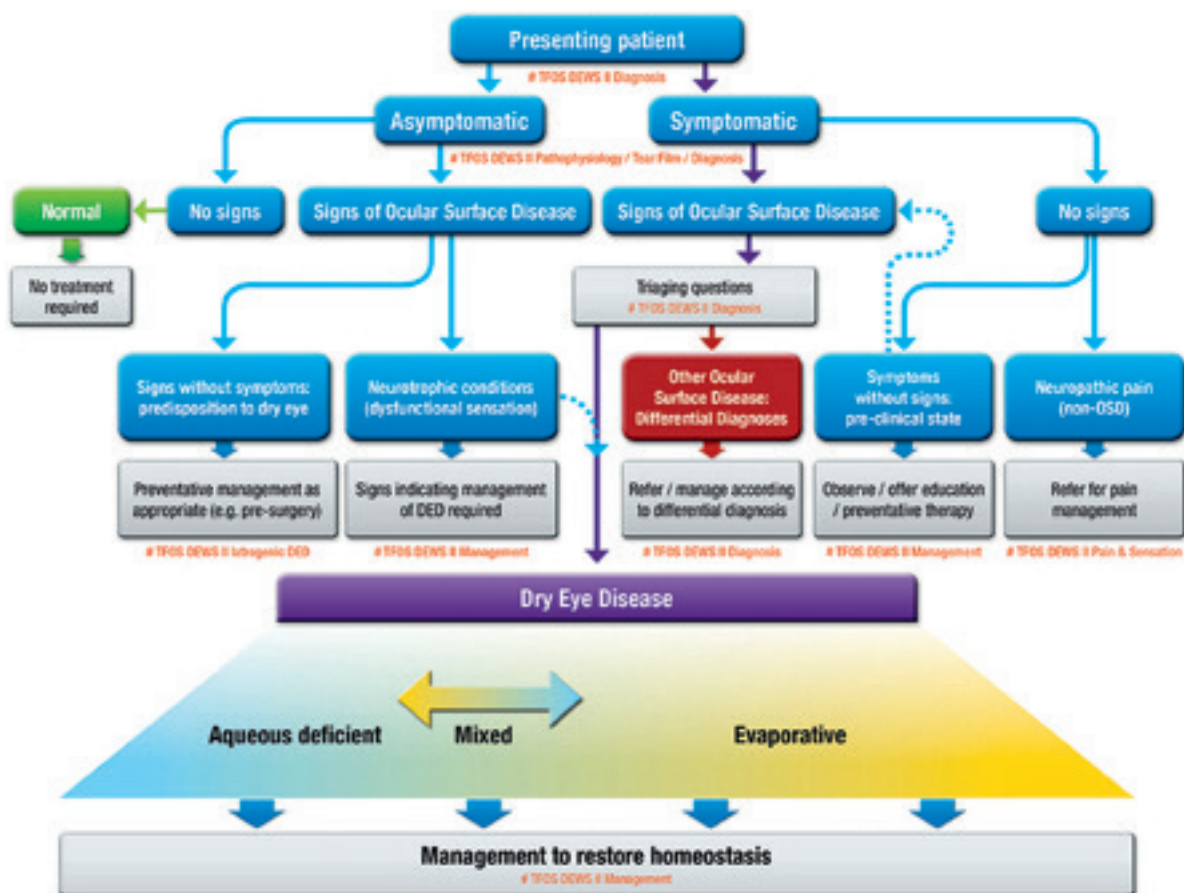 Presenting patient
# TFOS DEWS II Diagnosis
Asymptomatic
Symptomatic
# TFOS DEWS II Pathophysiology / Tear Film / Diagnosis
Normal
No signs
Signs of Ocular Surface Disease
Signs of Ocular Surface Disease
No signs
No treatment
required
Triaging questions
# TFOS DEWS II Diagnosis
Signs without symptoms:
predisposition to dry eye
Neurotrophic conditions
(dysfunctional sensation)
Other Ocular
Surface Disease:
Differential Diagnoses
Symptoms
without signs:
pre-clinical state
Neuropathic pain
(non-OSD)
Preventative management as
appropriate (e.g. pre-surgery)
# TFOS DEWS II Iatrogenic DED
Signs indicating management
of DED required
# TFOS DEWS II Management
Refer / manage according
to differential diagnosis
# TFOS DEWS II Diagnosis
Observe / offer education
/ preventative therapy
# TFOS DEWS II Management
Refer for pain
management
# TFOS DEWS II Pain & Sensation
Dry Eye Disease
Aqueous deficient
Mixed
Evaporative
Management to restore homeostasis
# TFOS DEWS II Management